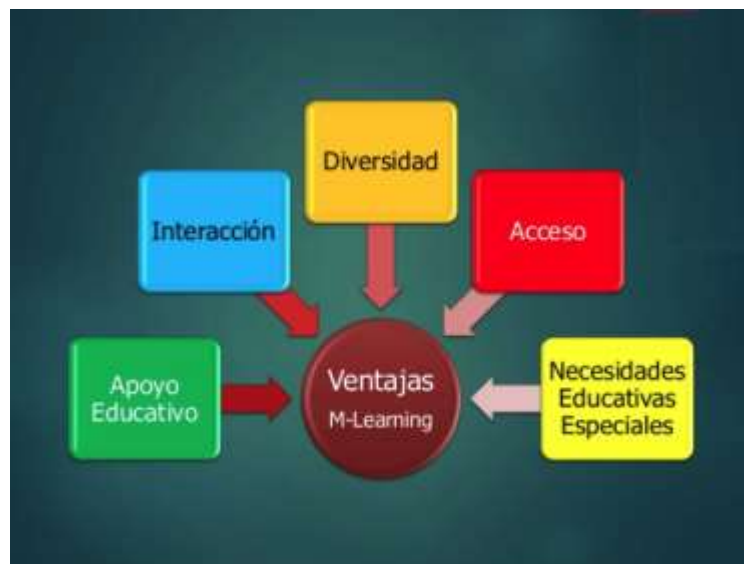 Diversidad
Interacción
Acceso
Apoyo
Educativo
Ventajas
M-Learning
Necesidades
Educativas
Especiales